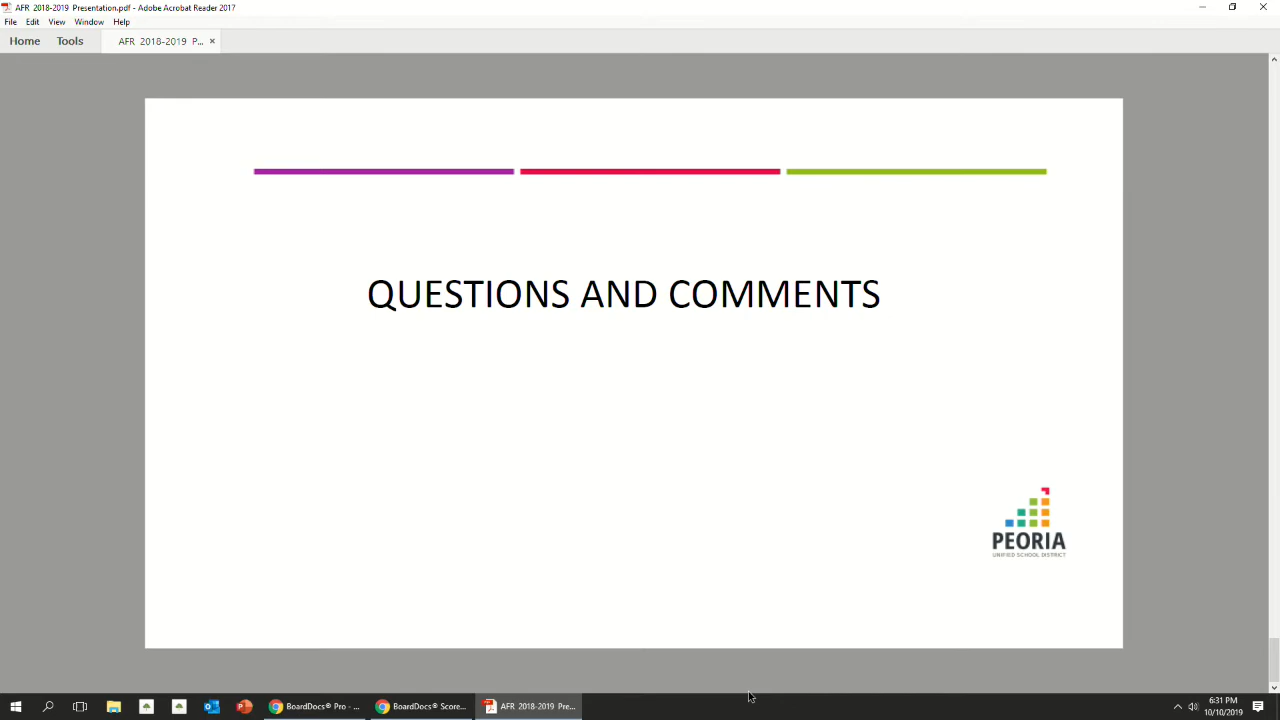 AFR 2018-2019 Presentation.pdf - Adobe Acrobat Reader 2017
File Edit View Window Help
Home Tools AFR 2018-2019 P... ×
QUESTIONS AND COMMENTS
PEORIA
UNIFIED SCHOOL DISTRICT
BoardDocs® Pro - ... BoardDocs® Score... AFR 2018-2019 Pre... 6:31 PM
10/10/2019